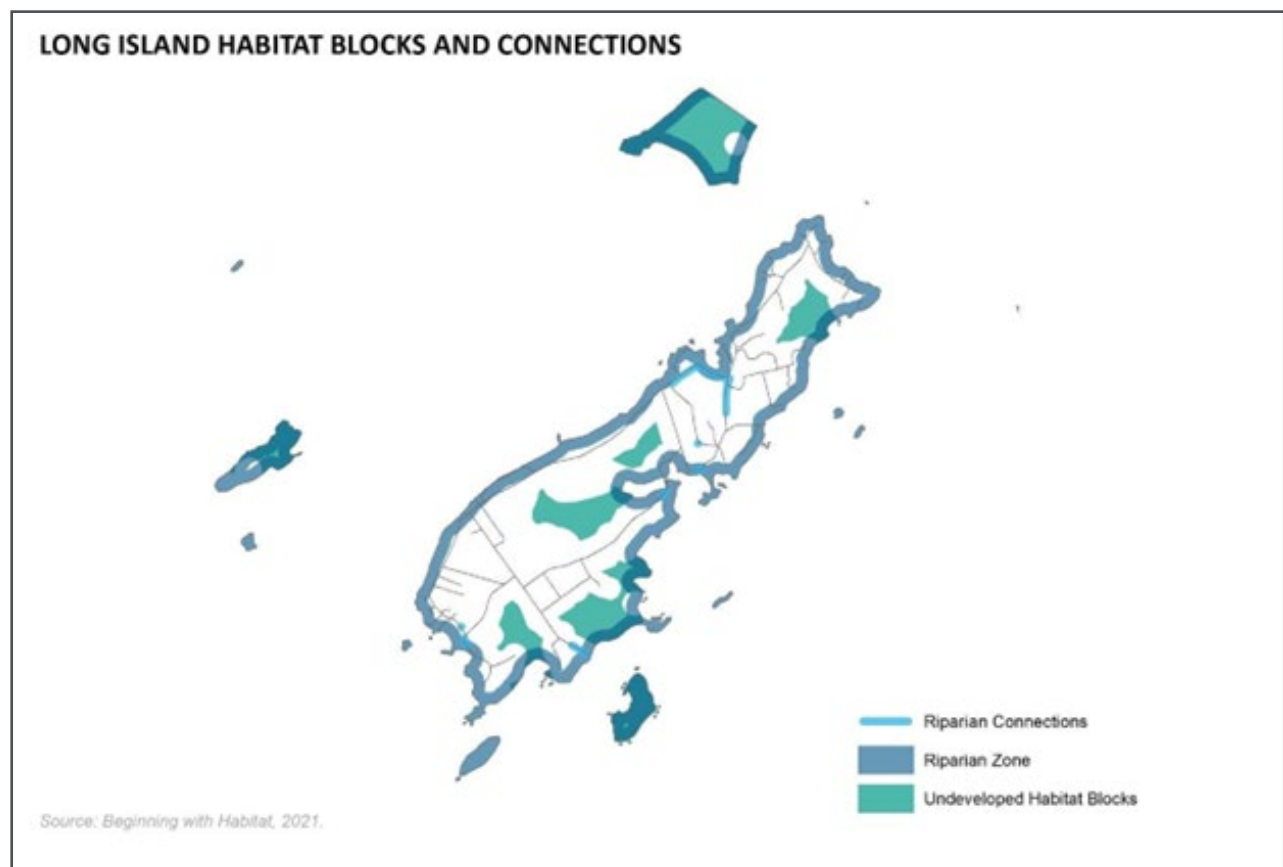 LONG ISLAND HABITAT BLOCKS AND CONNECTIONS
Riparian Connections
Riparian Zone
Undeveloped Habitat Blocks
Source: Beginning with Habitat, 2021.